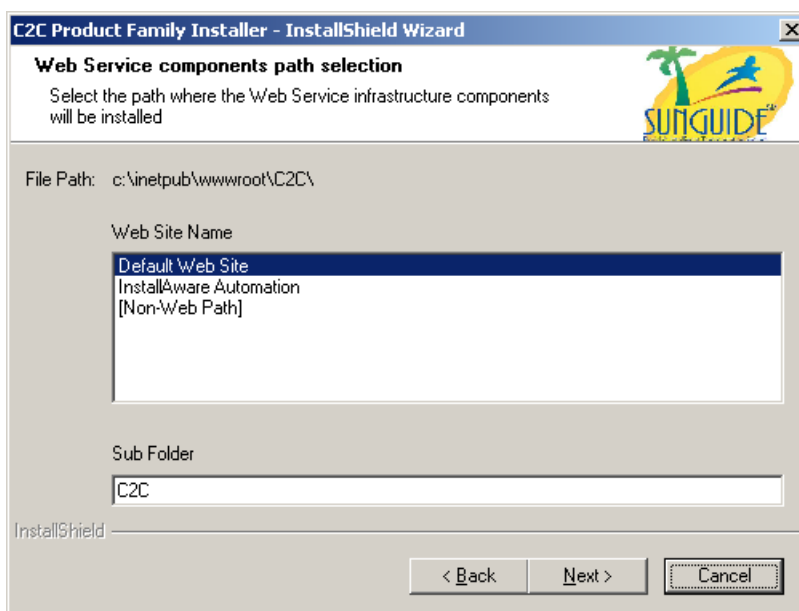 C2C Product Family Installer - InstallShield Wizard
Web Service components path selection
Select the path where the Web Service infrastructure components
will be installed
SUNGUIDE
File Path: c:\inetpub\wwwroot\C2C\
Web Site Name
Default Web Site
InstallAware Automation
[Non-Web Path]
Sub Folder
C2C
InstallShield
< Back
Next >
Cancel